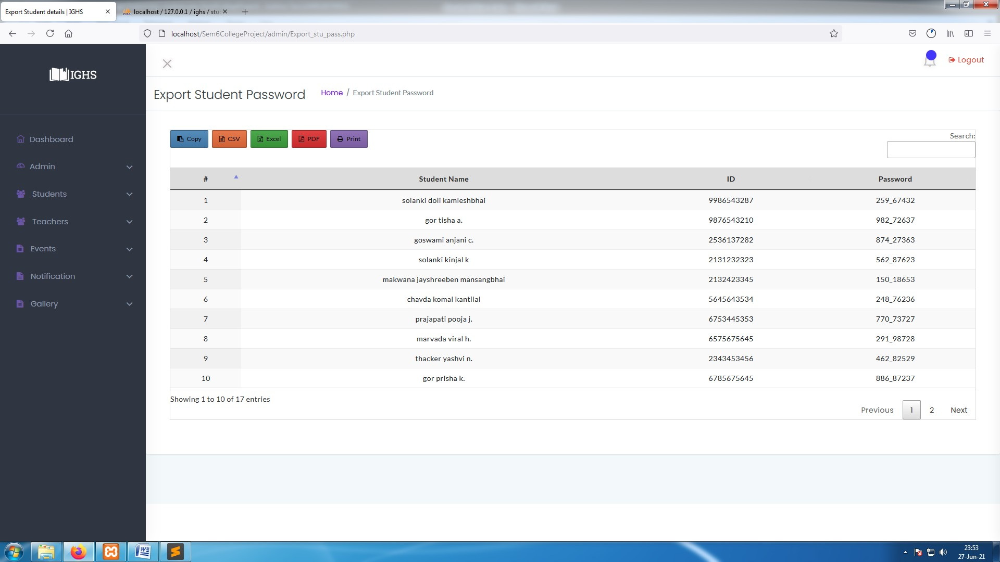 Export Student details | IGHS
localhost / 127.0.0.1 / ighs / stu
localhost/Sem6CollegeProject/admin/Export_stu_pass.php
IGHS
Logout
Export Student Password
Home / Export Student Password
Dashboard
Admin
Students
Teachers
Events
Notification
Gallery
Copy CSV Excel PDF Print
Search:
# Student Name ID Password
1 solanki doli kamleshbhai 9986543287 259_67432
2 gor tisha a. 9876543210 982_72637
3 goswami anjani c. 2536137282 874_27363
4 solanki kinjal k 2131232323 562_87623
5 makwana jayshreeben mansangbhai 2132423345 150_18653
6 chavda komal kantilal 5645643534 248_76236
7 prajapati pooja j. 6753445353 770_73727
8 marvada viral h. 6575675645 291_98728
9 thacker yashvi n. 2343453456 462_82529
10 gor prisha k. 6785675645 886_87237
Showing 1 to 10 of 17 entries
Previous 1 2 Next
23:53
27-Jun-21